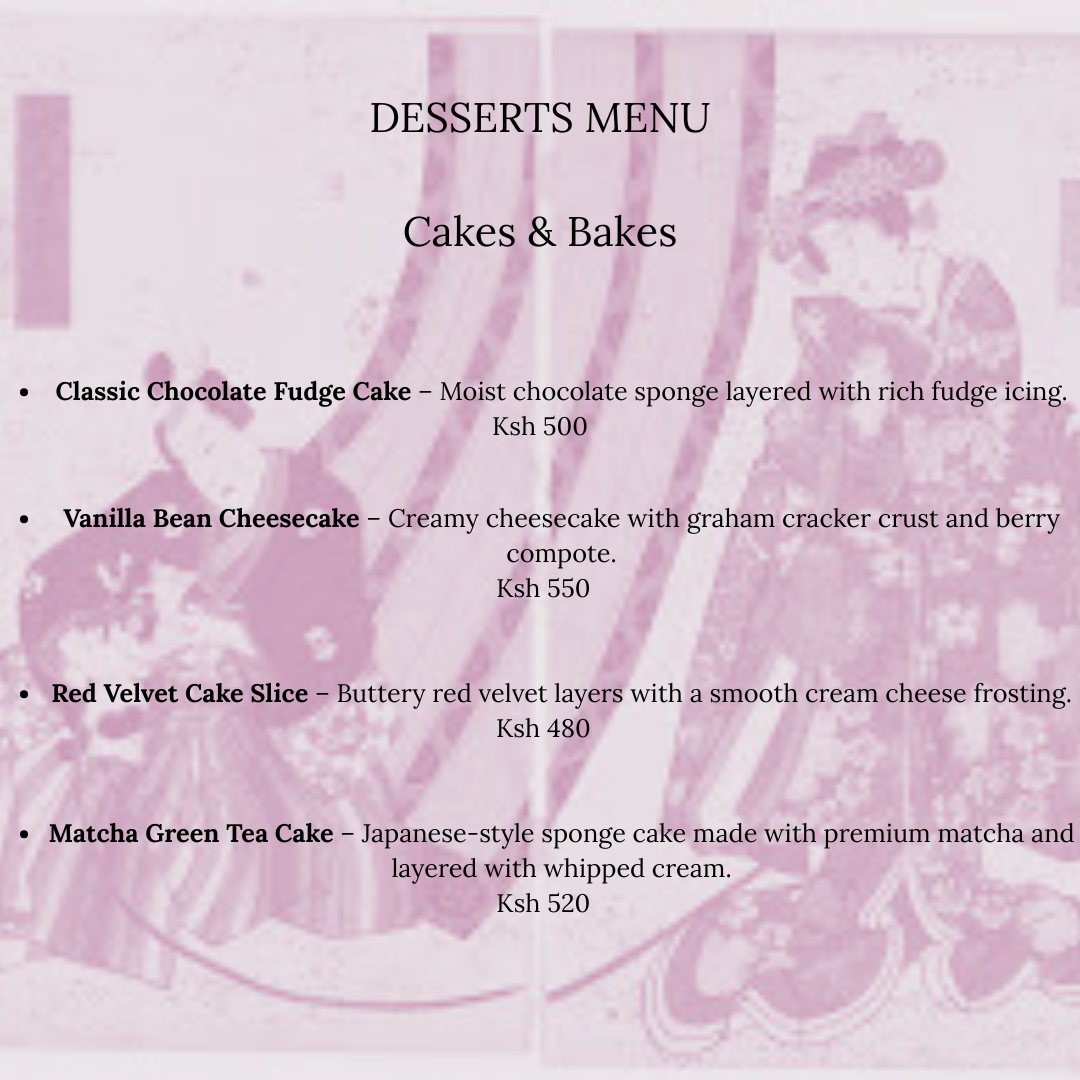 DESSERTS MENU
Cakes & Bakes
• Classic Chocolate Fudge Cake – Moist chocolate sponge layered with rich fudge icing.
Ksh 500
• Vanilla Bean Cheesecake – Creamy cheesecake with graham cracker crust and berry
compote.
Ksh 550
• Red Velvet Cake Slice – Buttery red velvet layers with a smooth cream cheese frosting.
Ksh 480
• Matcha Green Tea Cake – Japanese-style sponge cake made with premium matcha and
layered with whipped cream.
Ksh 520